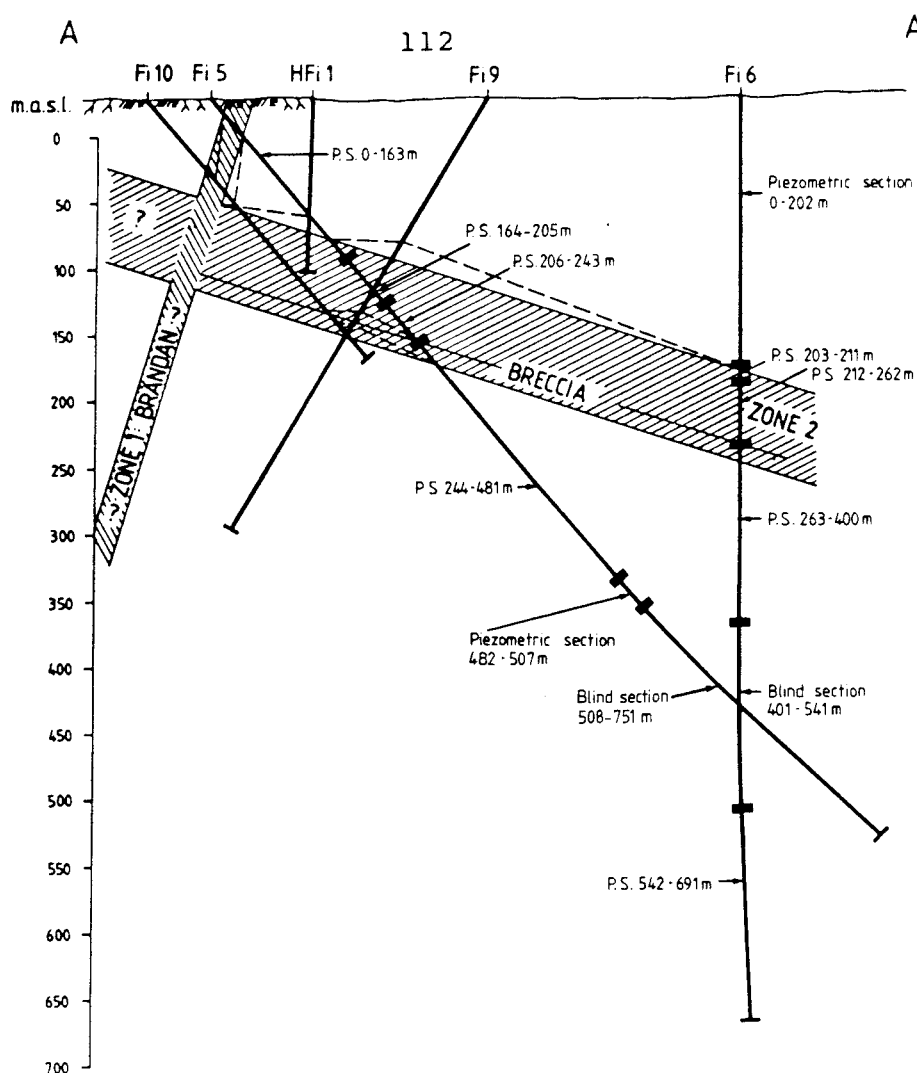 A 112 A
Fi 10 Fi 5 HFi 1 Fi 9 Fi 6
m.a.s.l.
0
P.S. 0-163m
50
Piezometric section
0-202 m
?
P.S. 164-205m
P.S. 206-243 m
100
150
P.S. 203-211m
P.S 212-262m
BRECCIA
ZONE 2
200
? ZONE 1 BRÄNDAN ?
250
P.S 244-481m
P.S. 263-400m
300
350
Piezometric section
482-507m
400
Blind section
508-751 m
Blind section
401-541m
450
500
550
P.S. 542-691m
600
650
700